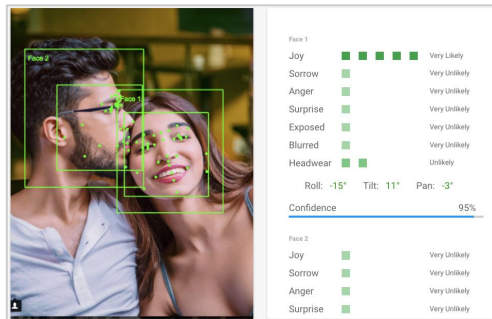 Face 2
Face 1
Face 1
Joy Very Likely
Sorrow Very Unlikely
Anger Very Unlikely
Surprise Very Unlikely
Exposed Very Unlikely
Blurred Very Unlikely
Headwear Unlikely
Roll: -15° Tilt: 11° Pan: -3°
Confidence 95%
Face 2
Joy Very Unlikely
Sorrow Very Unlikely
Anger Very Unlikely
Surprise Very Unlikely